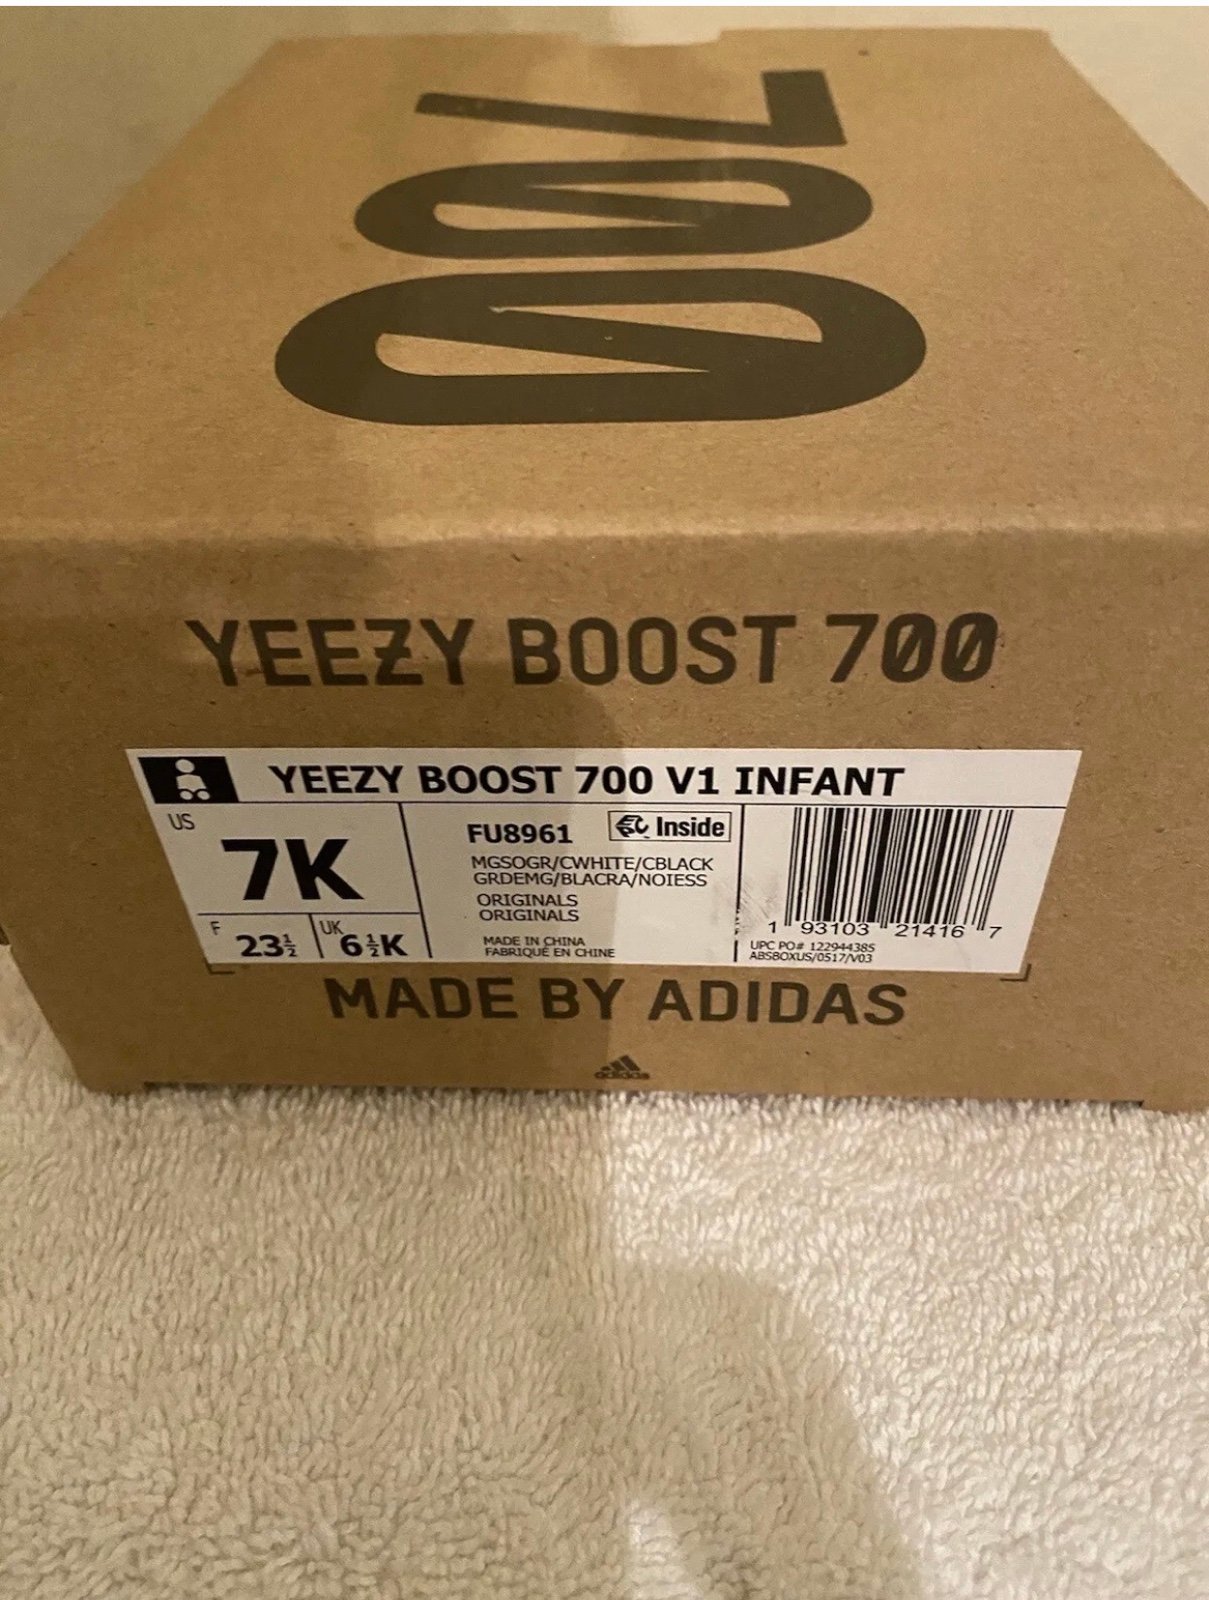 700
YEEZY BOOST 700
YEEZY BOOST 700 V1 INFANT
US
7K
F
23½
UK
6½K
FU8961
Inside
MGSOGR/CWHITE/CBLACK
GRDEMG/BLACRA/NOIESS
ORIGINALS
ORIGINALS
MADE IN CHINA
FABRIQUÉ EN CHINE
1 93103 21416 7
UPC PO# 122944385
ABSBOXUS/0517/V03
MADE BY ADIDAS
adidas